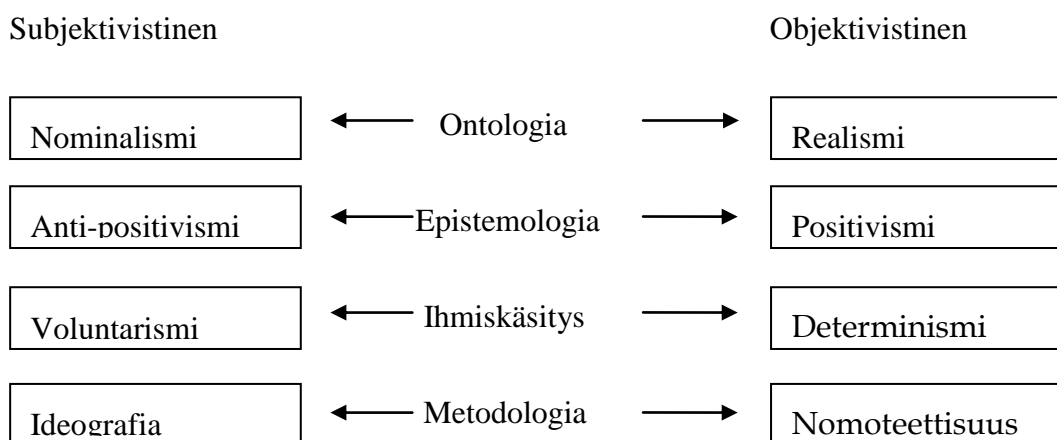 Subjektivistinen Objektivistinen
Nominalismi Ontologia Realismi
Anti-positivismi Epistemologia Positivismi
Voluntarismi Ihmiskäsitys Determinismi
Ideografia Metodologia Nomoteettisuus